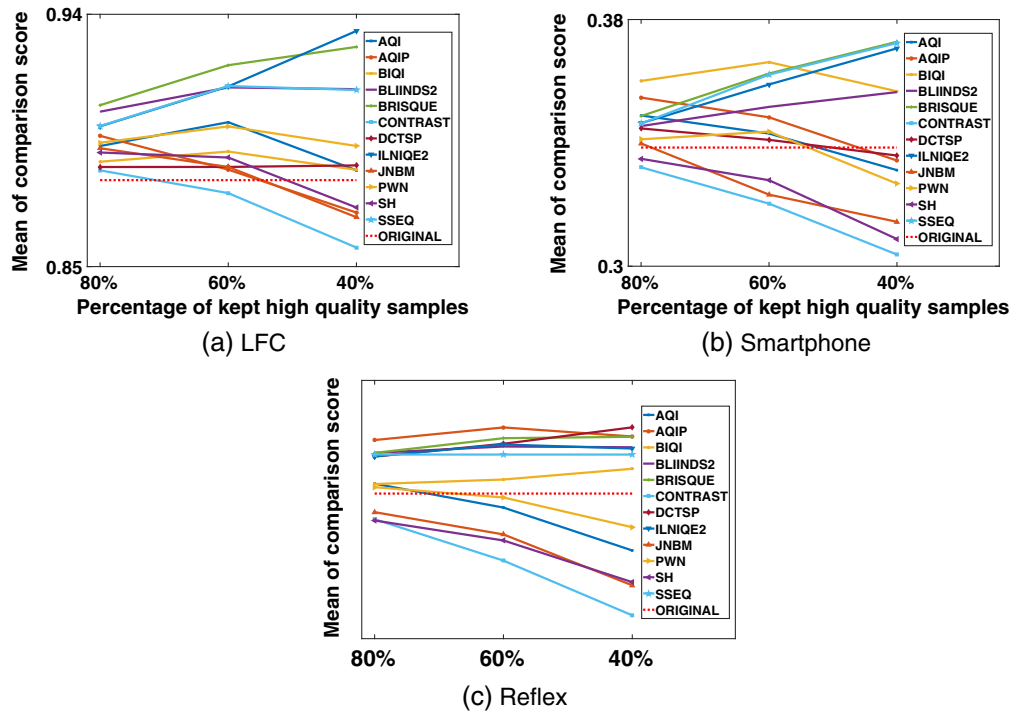 0.94
0.85
Mean of comparison score
80%
60%
40%
Percentage of kept high quality samples
AQI
AQIP
BIQI
BLIINDS2
BRISQUE
CONTRAST
DCTSP
ILNIQE2
JNBM
PWN
SH
SSEQ
ORIGINAL
(a) LFC
0.38
0.3
Mean of comparison score
80%
60%
40%
Percentage of kept high quality samples
AQI
AQIP
BIQI
BLIINDS2
BRISQUE
CONTRAST
DCTSP
ILNIQE2
JNBM
PWN
SH
SSEQ
ORIGINAL
(b) Smartphone
Mean of comparison score
80%
60%
40%
AQI
AQIP
BIQI
BLIINDS2
BRISQUE
CONTRAST
DCTSP
ILNIQE2
JNBM
PWN
SH
SSEQ
ORIGINAL
(c) Reflex